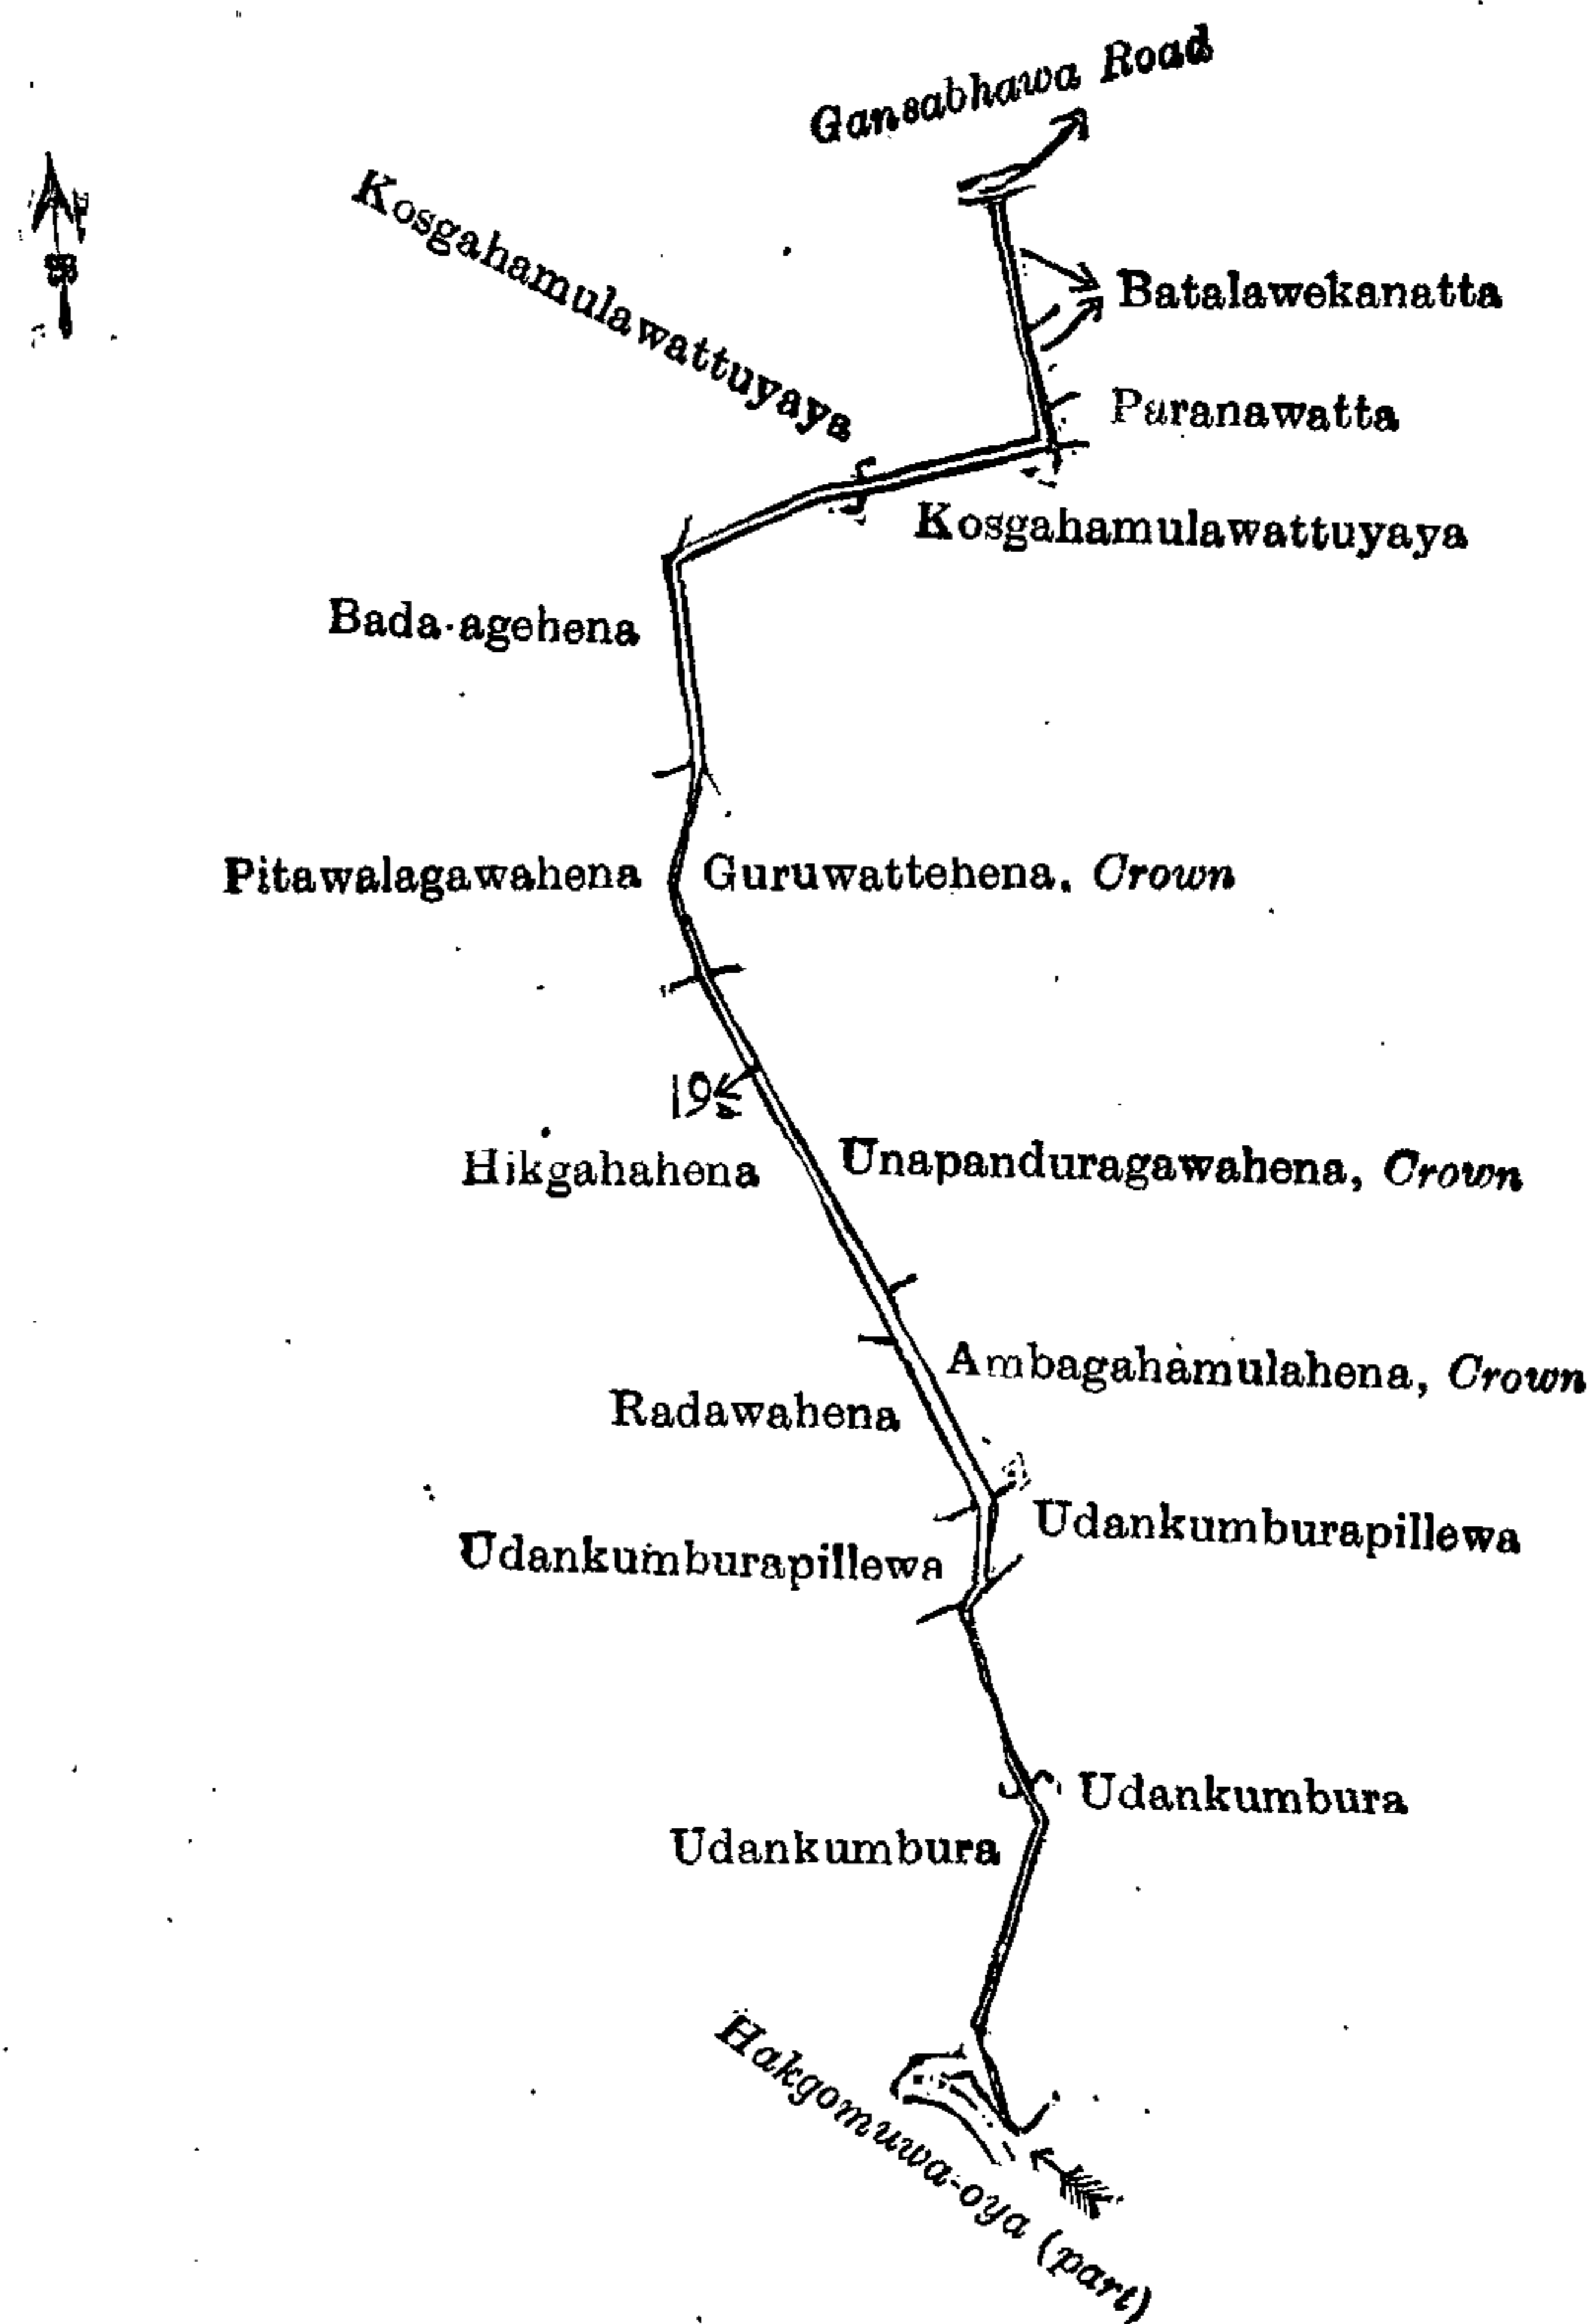 Gansabhawa Road
Kosgahamulawattuyaya
Batalawekanatta
Paranawatta
Kosgahamulawattuyaya
Bada-agehena
Pitawalagawahena
Guruwattehena, Crown
19
Hikgahahena
Unapanduragawahena, Crown
Ambagahamulahena, Crown
Radawahena
Udankumburapillewa
Udankumburapillewa
Udankumbura
Udankumbura
Hakgomuwa-oya (part)